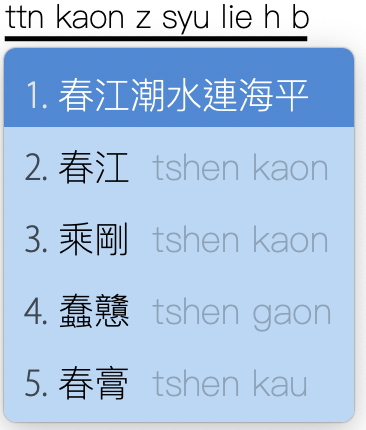 ttn kaon z syu lie h b
1. 春江潮水連海平
2. 春江 tshen kaon
3. 乘剛 tshen kaon
4. 蠢戇 tshen gaon
5. 春膏 tshen kau